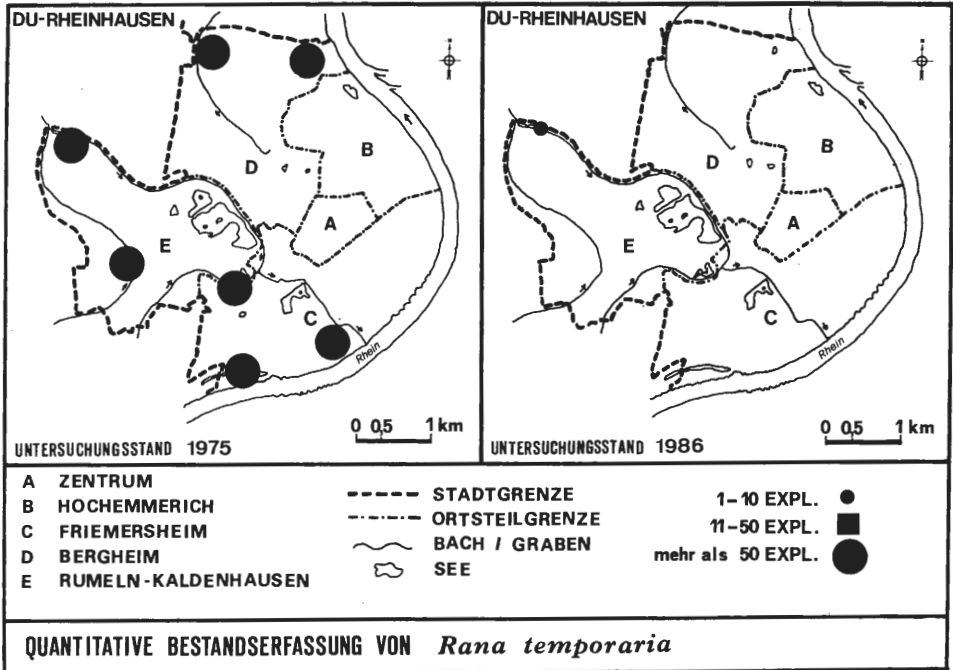 DU-RHEINHAUSEN
N
D
B
A
E
C
Rhein
0 0,5 1 km
UNTERSUCHUNGSSTAND 1975
DU-RHEINHAUSEN
N
D
B
A
E
C
Rhein
0 0,5 1 km
UNTERSUCHUNGSSTAND 1986
A ZENTRUM
B HOCHEMMERICH
C FRIEMERSHEIM
D BERGHEIM
E RUMELN-KALDENHAUSEN
STADTGRENZE
ORTSTEILGRENZE
BACH / GRABEN
SEE
1-10 EXPL.
11-50 EXPL.
mehr als 50 EXPL.
QUANTITATIVE BESTANDSERFASSUNG VON Rana temporaria